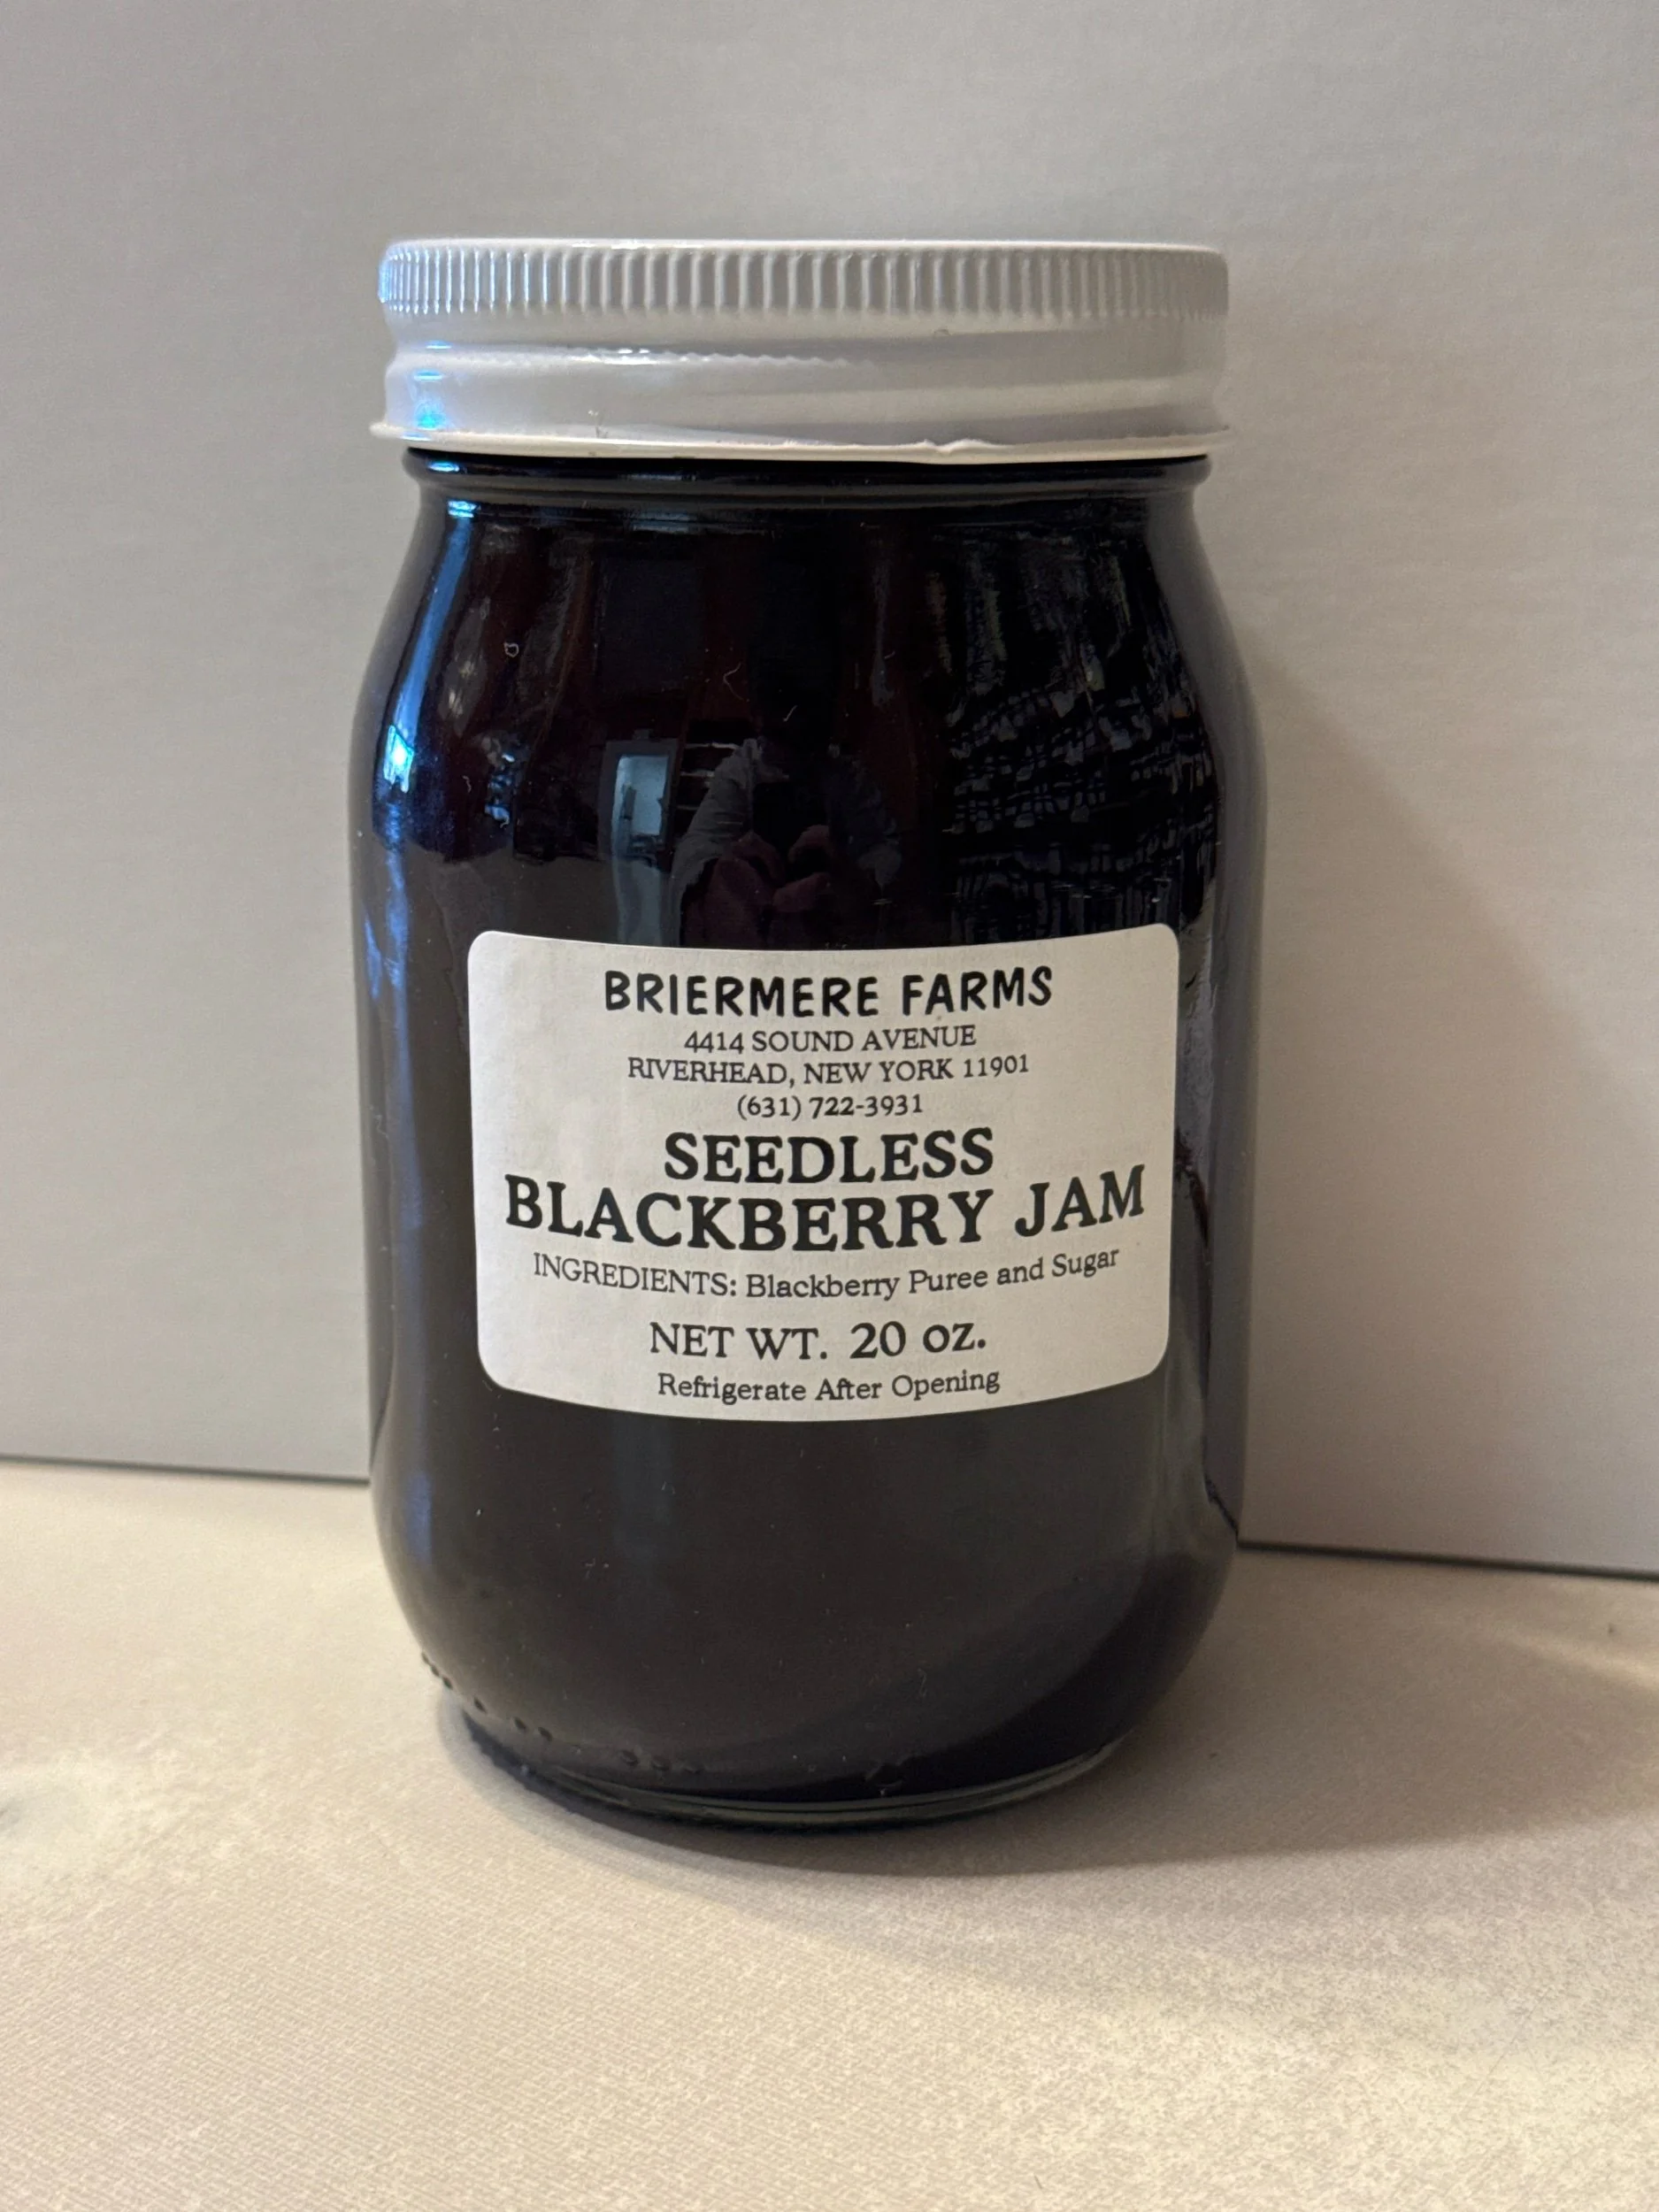 BRIERMERE FARMS
4414 SOUND AVENUE
RIVERHEAD, NEW YORK 11901
(631) 722-3931
SEEDLESS
BLACKBERRY JAM
INGREDIENTS: Blackberry Puree and Sugar
NET WT. 20 OZ.
Refrigerate After Opening